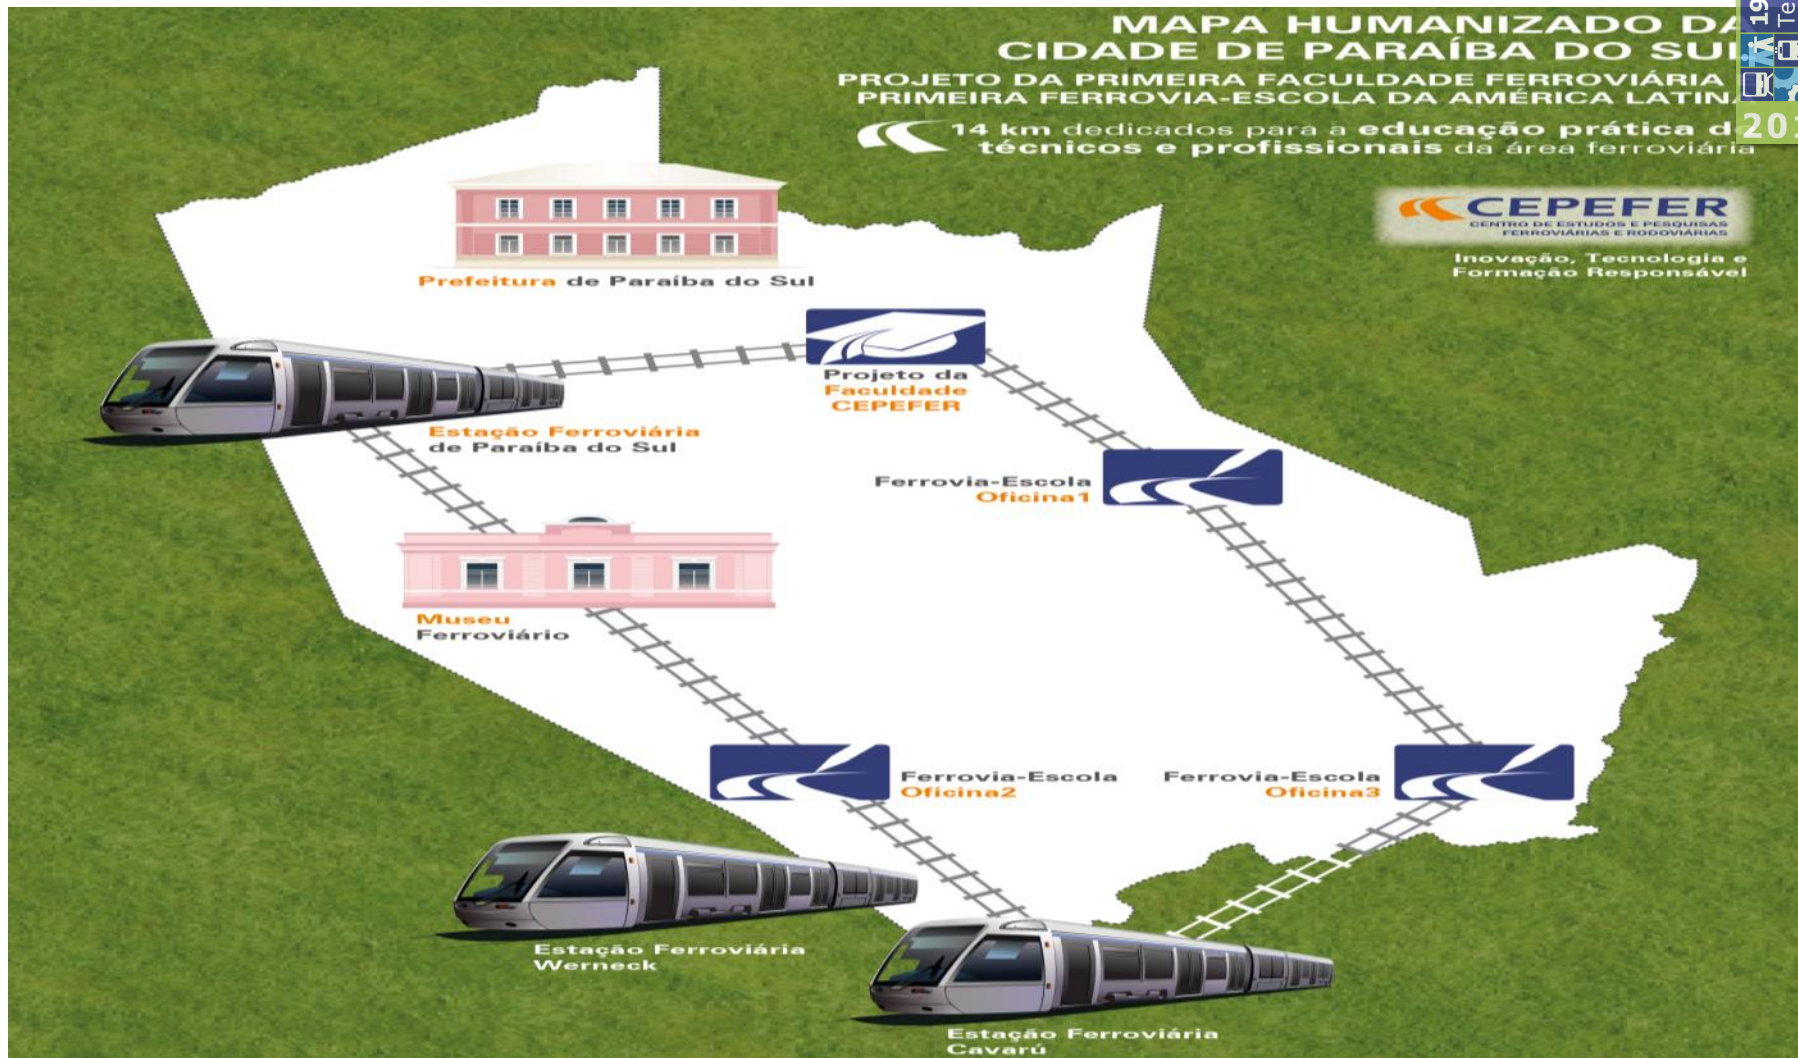 MAPA HUMANIZADO DA
CIDADE DE PARAÍBA DO SUL
PROJETO DA PRIMEIRA FACULDADE FERROVIÁRIA
PRIMEIRA FERROVIA-ESCOLA DA AMÉRICA LATINA
14 km dedicados para a educação prática d
técnicos e profissionais da área ferroviária
19
Te
201
CEPEFER
CENTRO DE ESTUDOS E PESQUISAS
FERROVIÁRIAS E RODOVIÁRIAS
Inovação, Tecnologia e
Formação Responsável
Prefeitura de Paraíba do Sul
Projeto da
Faculdade
CEPEFER
Estação Ferroviária
de Paraíba do Sul
Ferrovia-Escola
Oficina1
Museu
Ferroviário
Ferrovia-Escola
Oficina2
Ferrovia-Escola
Oficina3
Estação Ferroviária
Werneck
Estação Ferroviária
Cavarú